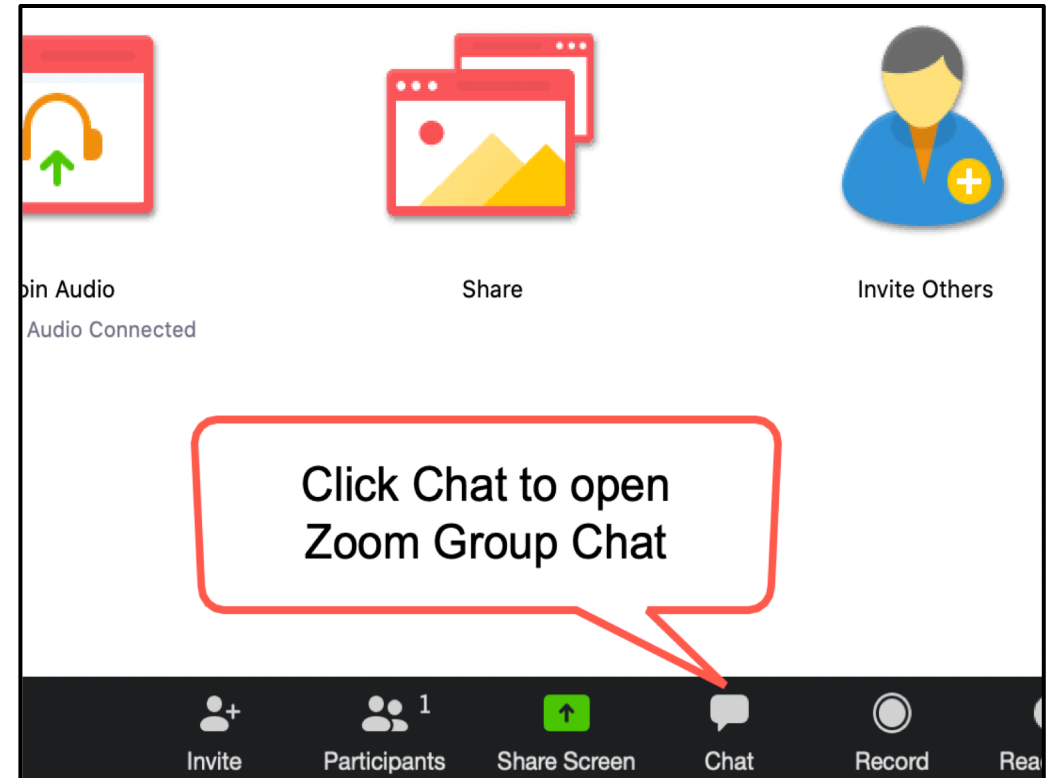 oin Audio
Share
Invite Others
Audio Connected
Click Chat to open
Zoom Group Chat
1
Invite
Participants
Share Screen
Chat
Record
Rea